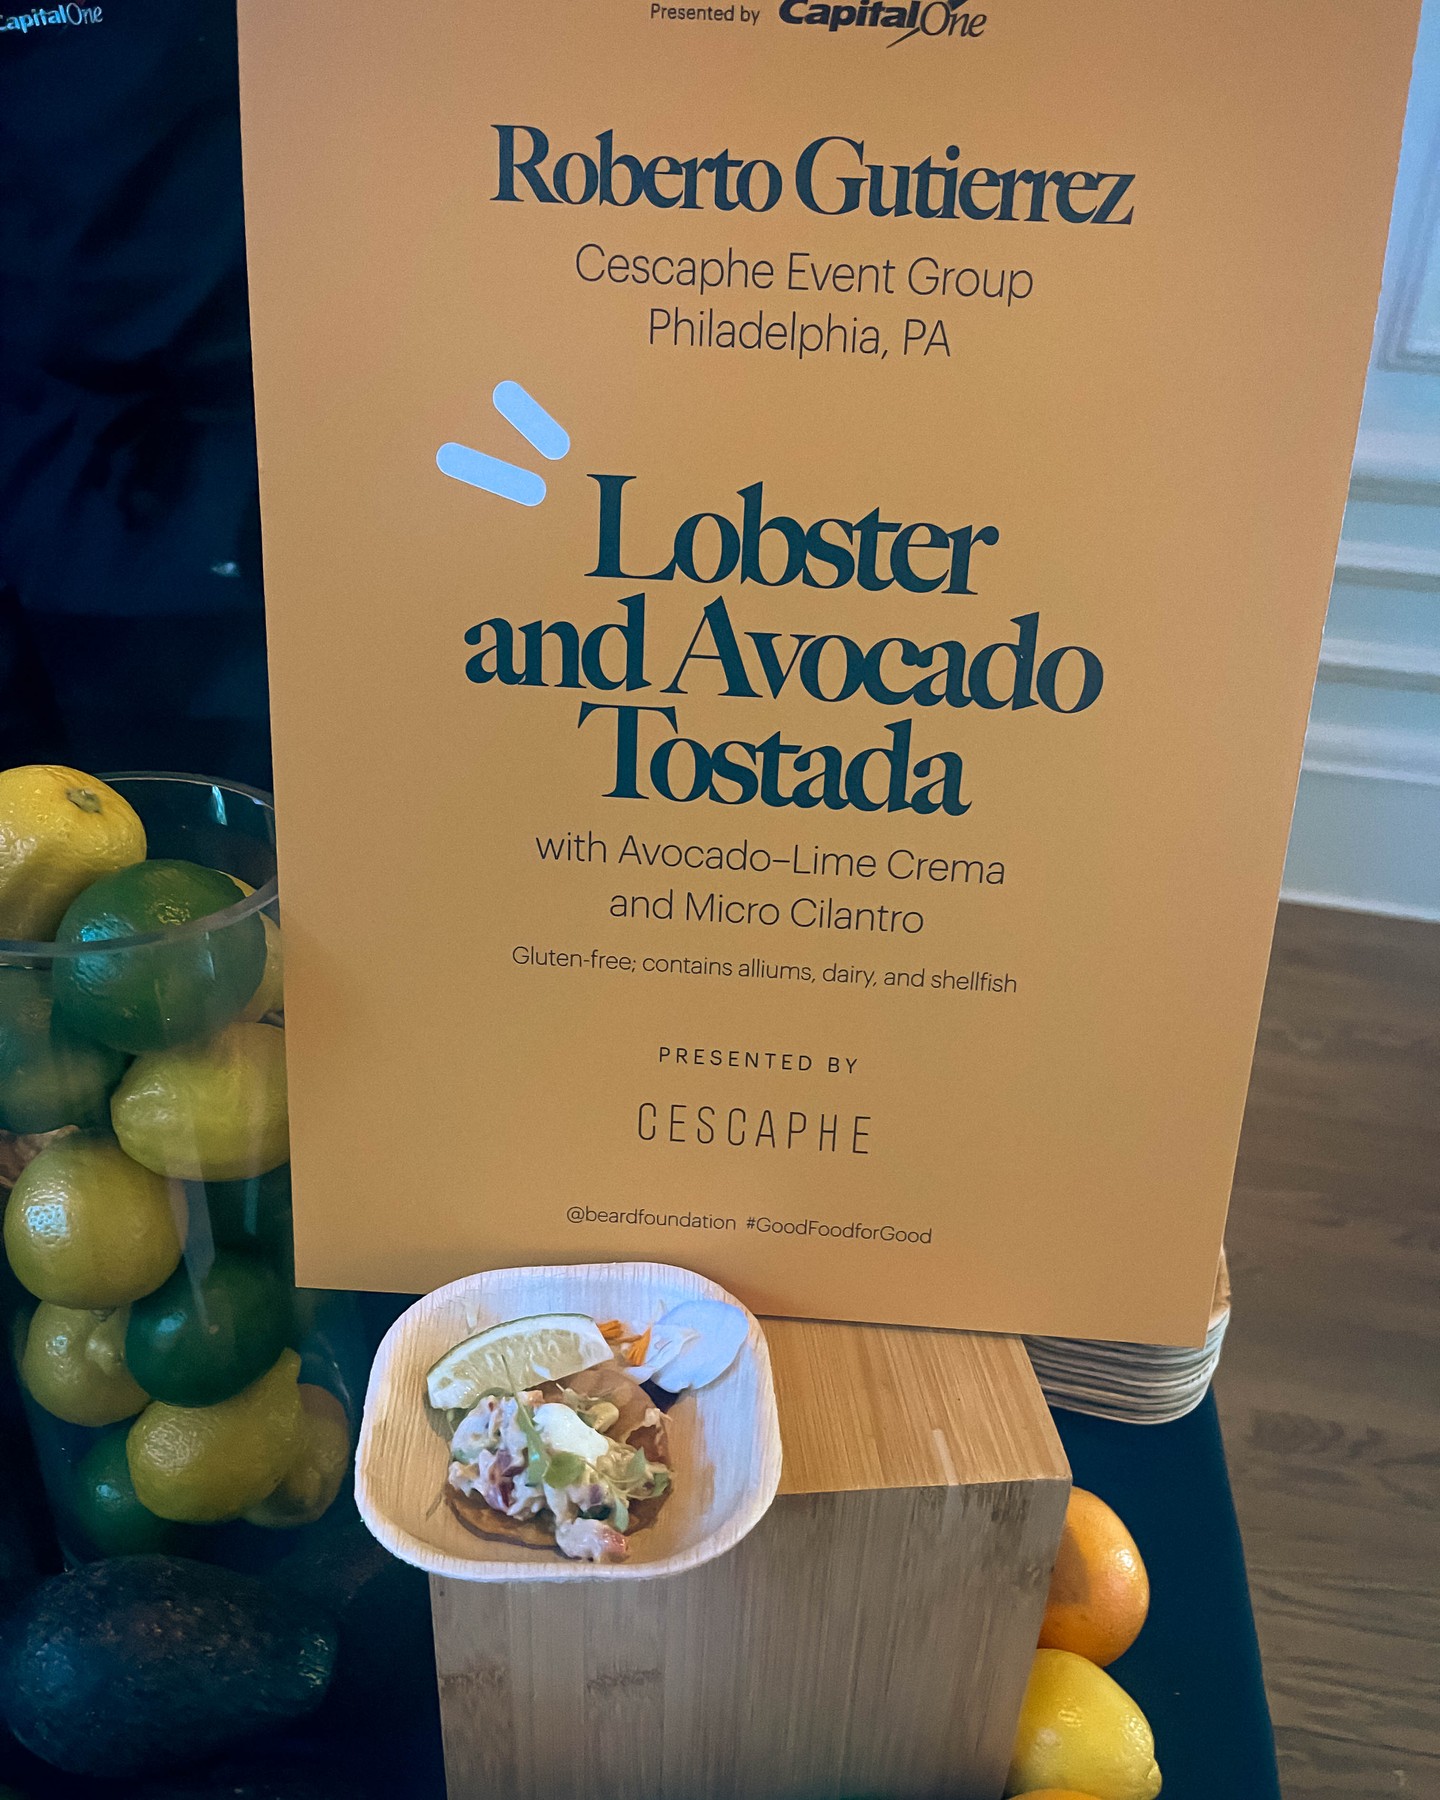 CapitalOne
Presented by CapitalOne
Roberto Gutierrez
Cescaphe Event Group
Philadelphia, PA
Lobster
and Avocado
Tostada
with Avocado–Lime Crema
and Micro Cilantro
Gluten-free; contains alliums, dairy, and shellfish
PRESENTED BY
CESCAPHE
@beardfoundation #GoodFoodforGood